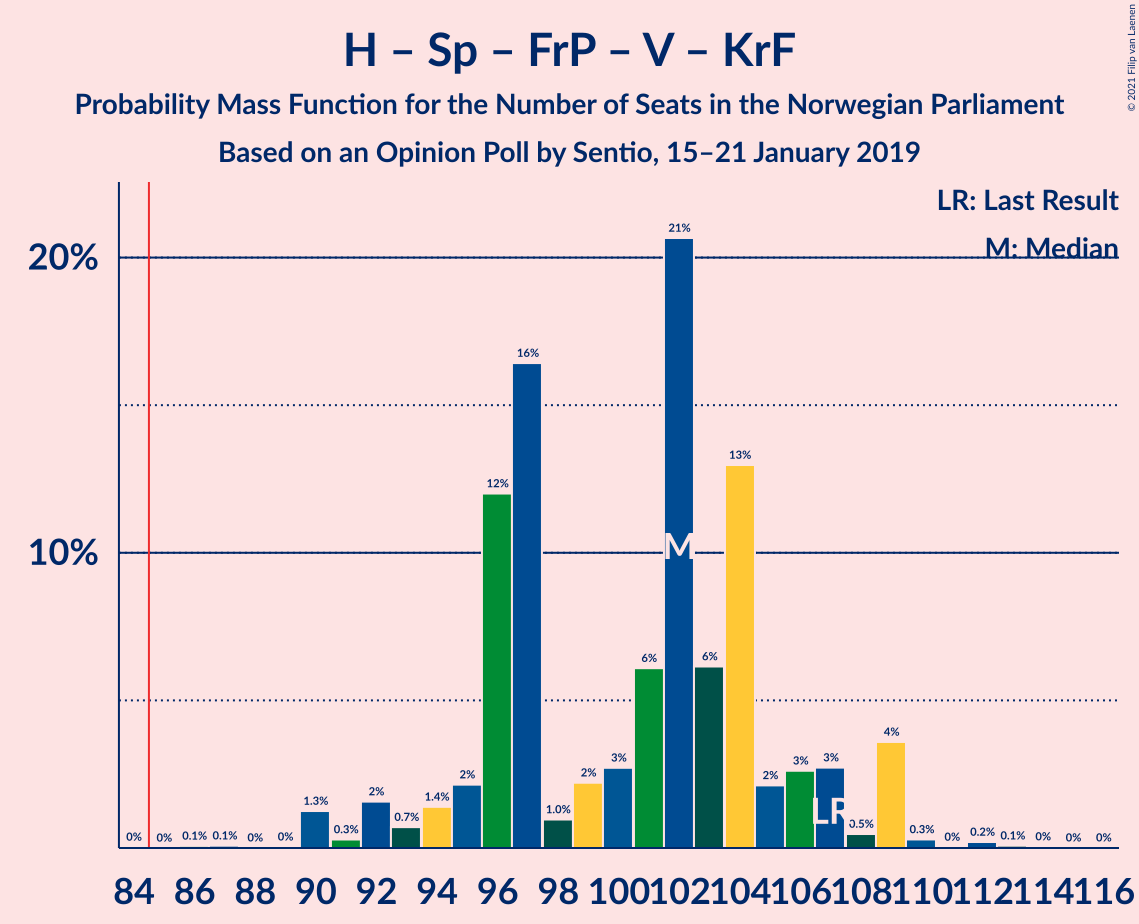 H – Sp – FrP – V – KrF
Probability Mass Function for the Number of Seats in the Norwegian Parliament
Based on an Opinion Poll by Sentio, 15–21 January 2019
© 2021 Filip van Laenen
LR: Last Result
M: Median
20%
10%
0% 0% 0.1% 0.1% 0% 0% 1.3% 0.3% 2% 0.7% 1.4% 2% 12% 16% 1.0% 2% 3% 6% 21% 6% 13% 2% 3% 3% 0.5% 4% 0.3% 0% 0.2% 0.1% 0% 0% 0%
M
LR
84 86 88 90 92 94 96 98 100 102 104 106 108 110 112 114 116